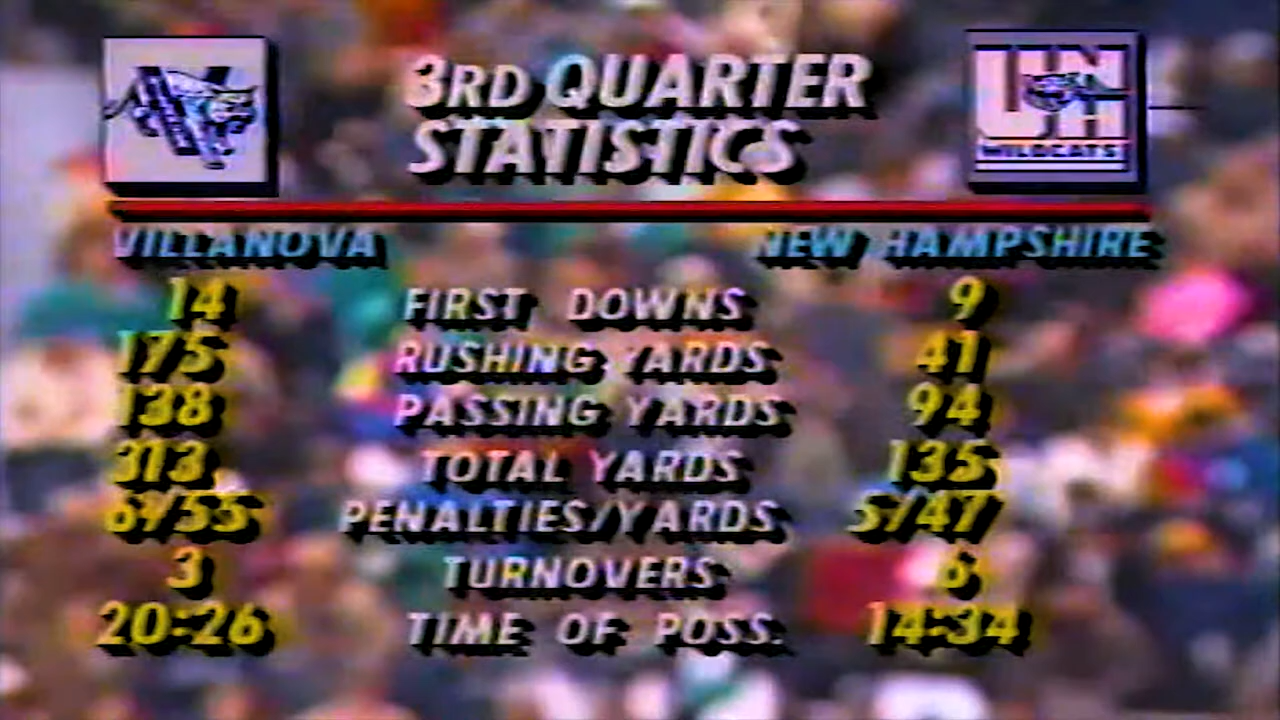 3RD QUARTER
STATISTICS
UNH
WILDCATS
VILLANOVA NEW HAMPSHIRE
14 FIRST DOWNS 9
175 RUSHING YARDS 41
138 PASSING YARDS 94
313 TOTAL YARDS 135
6/55 PENALTIES/YARDS 5/47
3 TURNOVERS 6
20:26 TIME OF POSS. 14:34